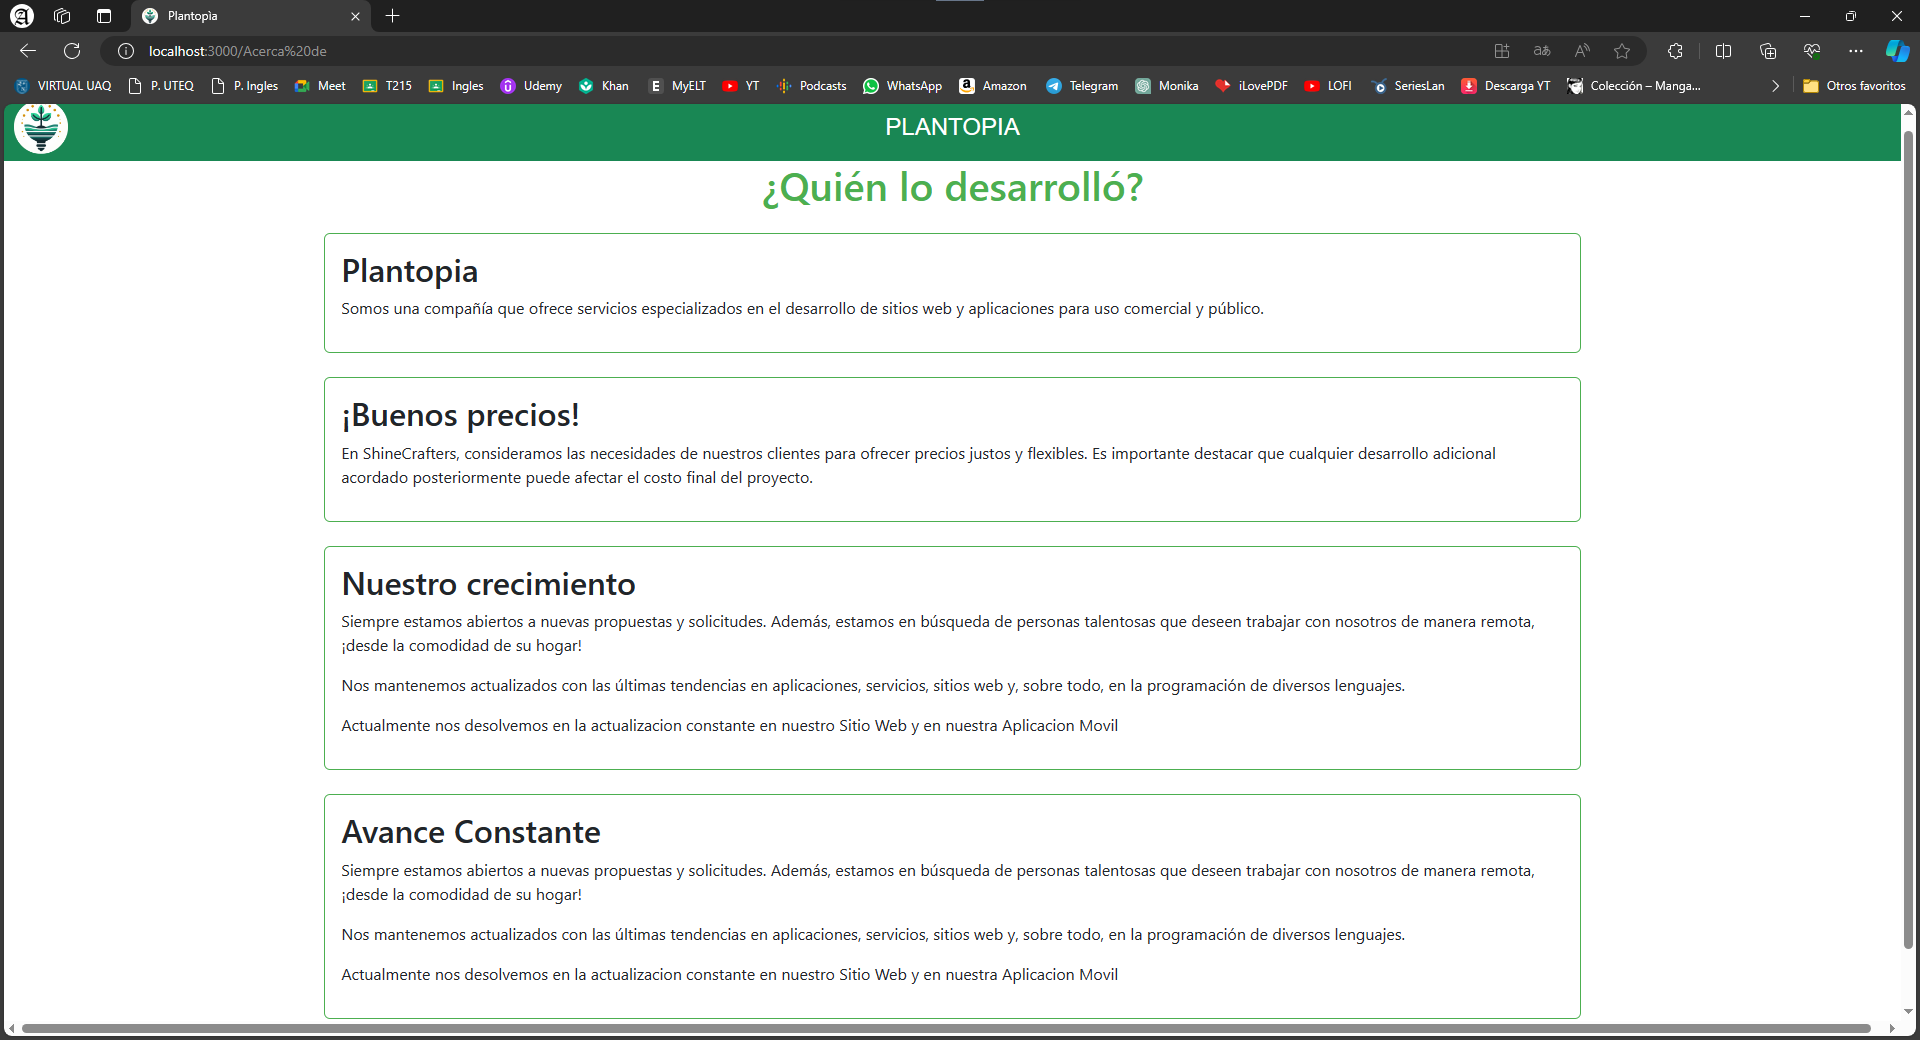 Plantopia
localhost:3000/Acerca%20de
VIRTUAL UAQ P. UTEQ P. Ingles Meet T215 Ingles Udemy Khan MyELT YT Podcasts WhatsApp Amazon Telegram Monika iLovePDF LOFI SeriesLan Descarga YT Colección – Manga... Otros favoritos
PLANTOPIA
¿Quién lo desarrolló?
Plantopia
Somos una compañía que ofrece servicios especializados en el desarrollo de sitios web y aplicaciones para uso comercial y público.
¡Buenos precios!
En ShineCrafters, consideramos las necesidades de nuestros clientes para ofrecer precios justos y flexibles. Es importante destacar que cualquier desarrollo adicional
acordado posteriormente puede afectar el costo final del proyecto.
Nuestro crecimiento
Siempre estamos abiertos a nuevas propuestas y solicitudes. Además, estamos en búsqueda de personas talentosas que deseen trabajar con nosotros de manera remota,
¡desde la comodidad de su hogar!
Nos mantenemos actualizados con las últimas tendencias en aplicaciones, servicios, sitios web y, sobre todo, en la programación de diversos lenguajes.
Actualmente nos desolvemos en la actualizacion constante en nuestro Sitio Web y en nuestra Aplicacion Movil
Avance Constante
Siempre estamos abiertos a nuevas propuestas y solicitudes. Además, estamos en búsqueda de personas talentosas que deseen trabajar con nosotros de manera remota,
¡desde la comodidad de su hogar!
Nos mantenemos actualizados con las últimas tendencias en aplicaciones, servicios, sitios web y, sobre todo, en la programación de diversos lenguajes.
Actualmente nos desolvemos en la actualizacion constante en nuestro Sitio Web y en nuestra Aplicacion Movil